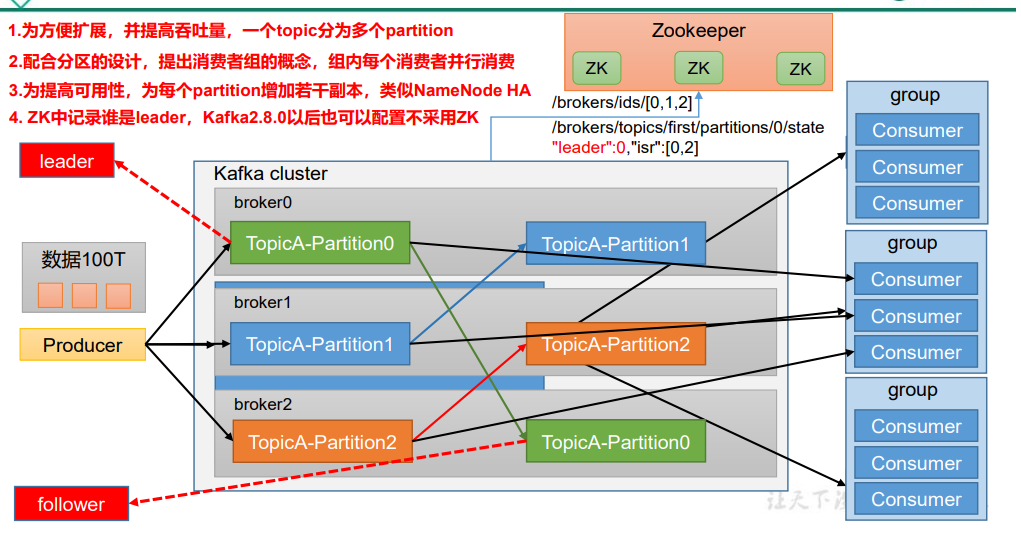 1.为方便扩展，并提高吞吐量，一个topic分为多个partition
2.配合分区的设计，提出消费者组的概念，组内每个消费者并行消费
3.为提高可用性，为每个partition增加若干副本，类似NameNode HA
4. ZK中记录谁是leader，Kafka2.8.0以后也可以配置不采用ZK
Zookeeper
ZK
ZK
ZK
/brokers/ids/[0,1,2]
/brokers/topics/first/partitions/0/state
"leader":0,"isr":[0,2]
leader
数据100T
Producer
follower
Kafka cluster
broker0
TopicA-Partition0
TopicA-Partition1
broker1
TopicA-Partition1
TopicA-Partition2
broker2
TopicA-Partition2
TopicA-Partition0
group
Consumer
Consumer
Consumer
group
Consumer
Consumer
Consumer
group
Consumer
Consumer
Consumer
让天下